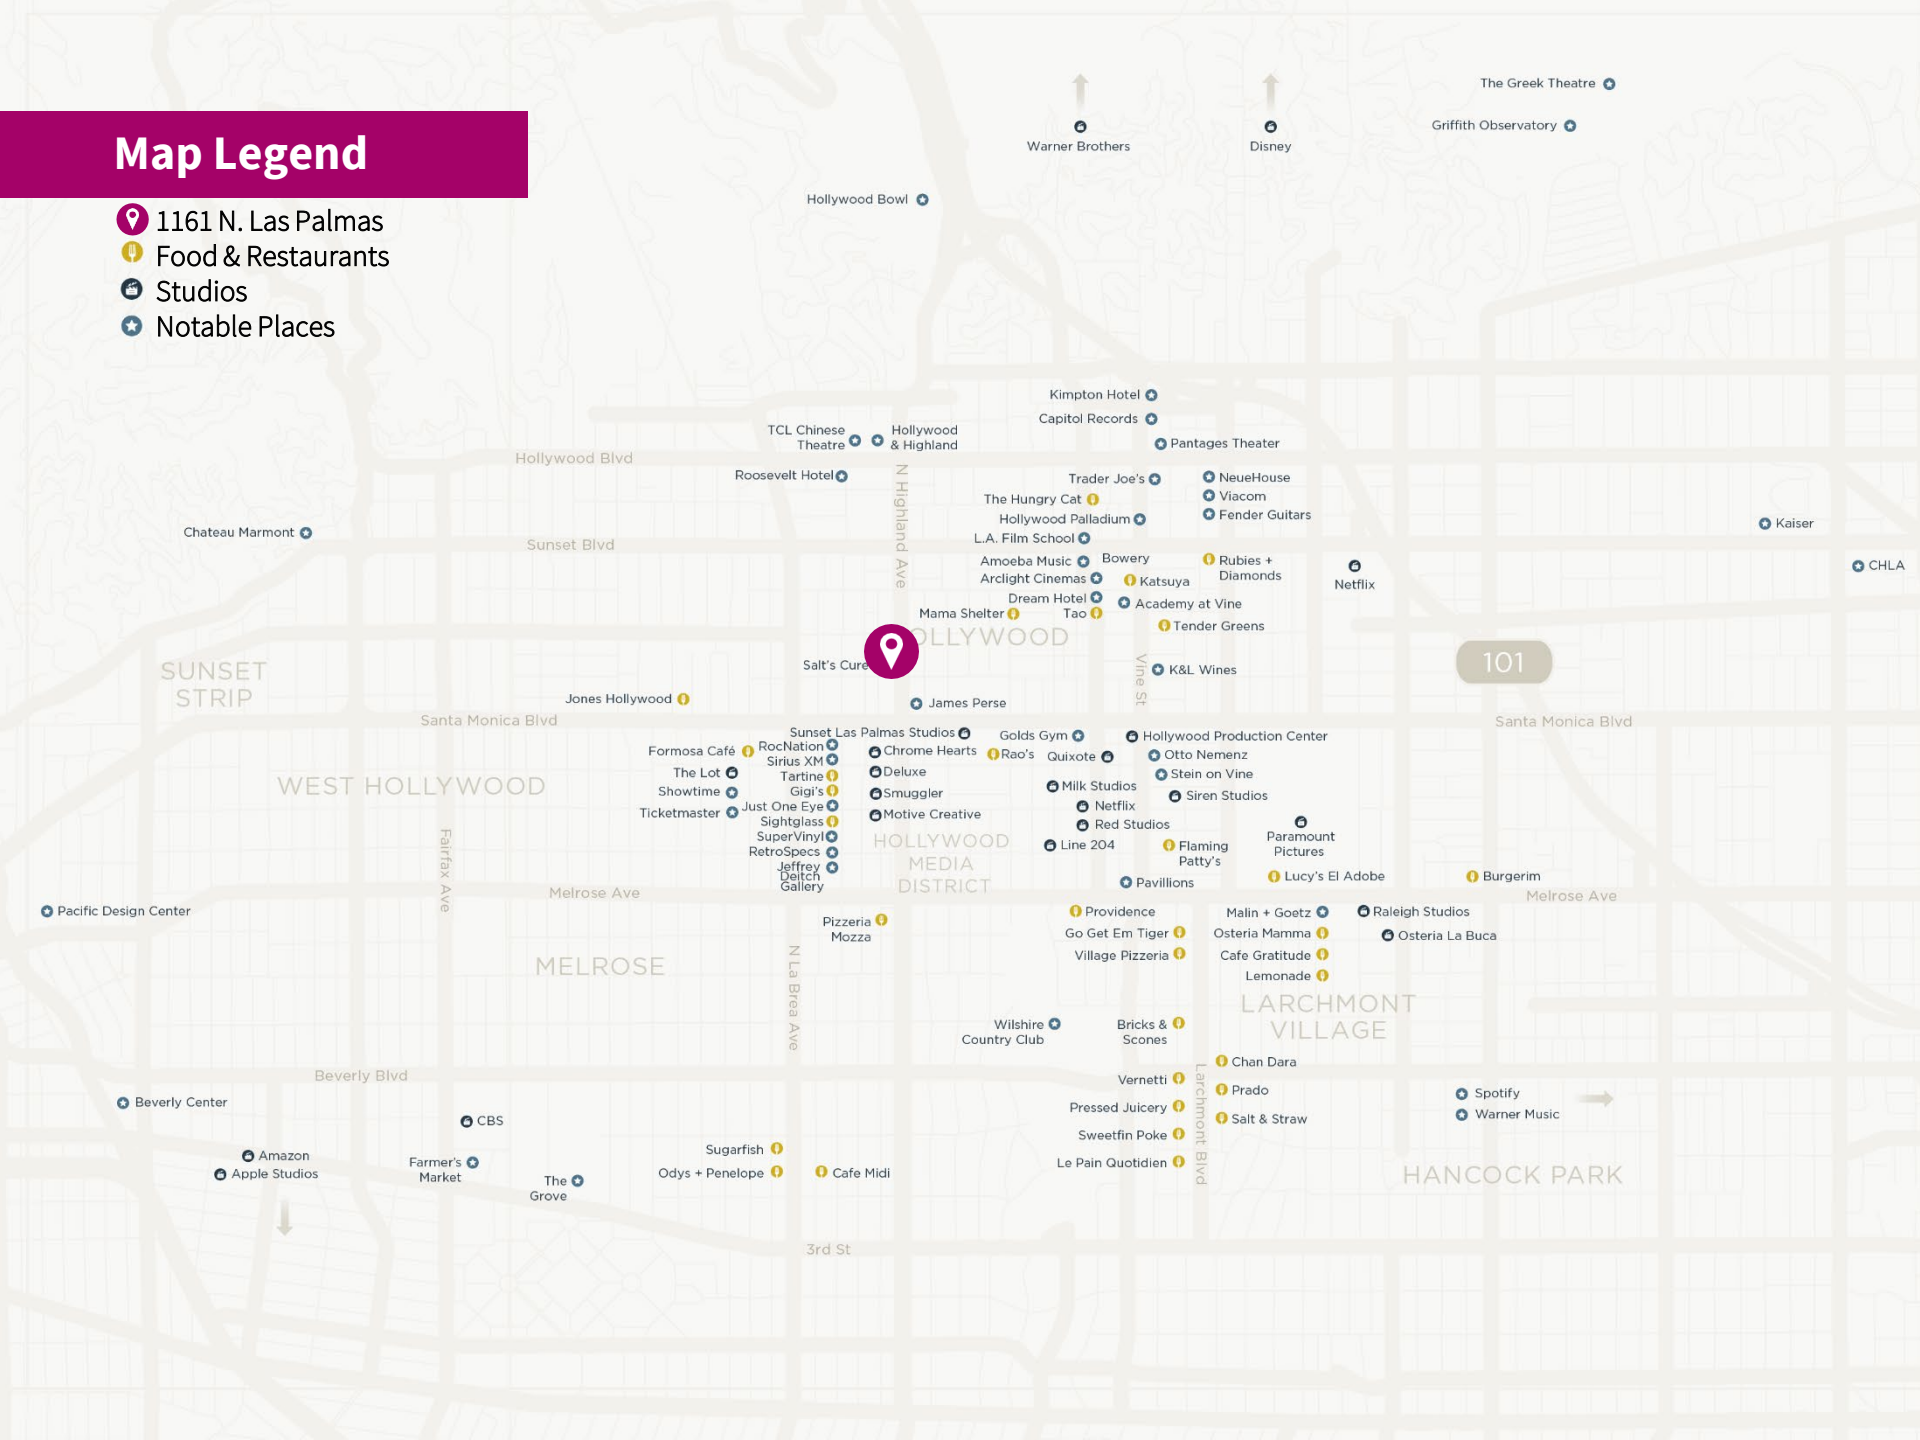 Map Legend
1161 N. Las Palmas
Food & Restaurants
Studios
Notable Places
The Greek Theatre
Griffith Observatory
Warner Brothers
Disney
Hollywood Bowl
Kimpton Hotel
Capitol Records
TCL Chinese
Theatre
Hollywood
& Highland
Pantages Theater
Hollywood Blvd
Roosevelt Hotel
N Highland Ave
Trader Joe's
NeueHouse
The Hungry Cat
Viacom
Hollywood Palladium
Fender Guitars
Kaiser
Chateau Marmont
L.A. Film School
Sunset Blvd
Amoeba Music
Bowery
Rubies +
Diamonds
Netflix
CHLA
Arclight Cinemas
Katsuya
Dream Hotel
Academy at Vine
Mama Shelter
Tao
Tender Greens
OLLYWOOD
SUNSET
STRIP
Salt's Cure
Vine St
K&L Wines
101
Jones Hollywood
James Perse
Santa Monica Blvd
Santa Monica Blvd
Sunset Las Palmas Studios
Golds Gym
Hollywood Production Center
Formosa Café
RocNation
Chrome Hearts
Rao's
Quixote
Otto Nemenz
Sirius XM
The Lot
Tartine
Deluxe
Stein on Vine
WEST HOLLYWOOD
Showtime
Gigi's
Smuggler
Milk Studios
Siren Studios
Ticketmaster
Just One Eye
Motive Creative
Netflix
Sightglass
Red Studios
Paramount
Pictures
SuperVinyl
HOLLYWOOD
MEDIA
DISTRICT
Line 204
Flaming
Patty's
RetroSpecs
Jeffrey
Deitch
Gallery
Fairfax Ave
Pavillions
Lucy's El Adobe
Burgerim
Melrose Ave
Melrose Ave
Pacific Design Center
Pizzeria
Mozza
Providence
Malin + Goetz
Raleigh Studios
Go Get Em Tiger
Osteria Mamma
Osteria La Buca
Village Pizzeria
Cafe Gratitude
Lemonade
MELROSE
N La Brea Ave
LARCHMONT
VILLAGE
Wilshire
Country Club
Bricks &
Scones
Chan Dara
Beverly Blvd
Vernetti
Prado
Larchmont Blvd
Beverly Center
Pressed Juicery
Salt & Straw
Spotify
Warner Music
CBS
Sweetfin Poke
Amazon
Apple Studios
Farmer's
Market
The
Grove
Sugarfish
Odys + Penelope
Cafe Midi
Le Pain Quotidien
HANCOCK PARK
3rd St